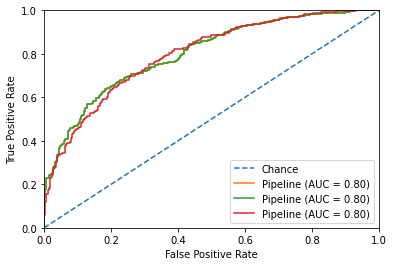 1.0
0.8
0.6
0.4
0.2
0.0
True Positive Rate
Chance
Pipeline (AUC = 0.80)
Pipeline (AUC = 0.80)
Pipeline (AUC = 0.80)
0.0 0.2 0.4 0.6 0.8 1.0
False Positive Rate